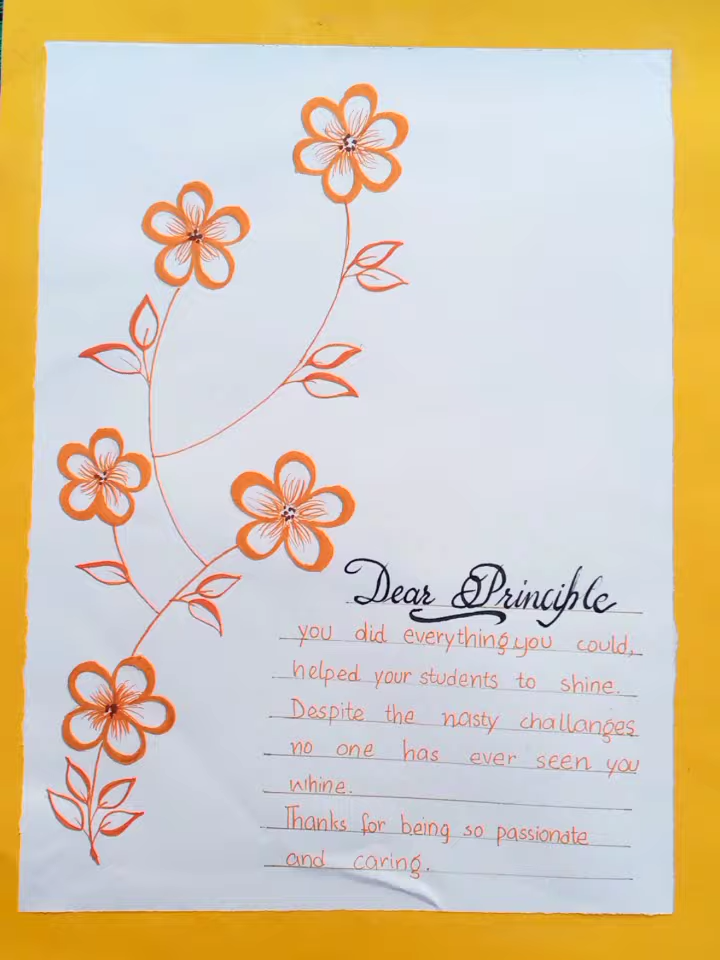 Dear Principle
you did everything you could,
helped your students to shine.
Despite the nasty challanges
no one has ever seen you
whine.
Thanks for being so passionate
and caring.